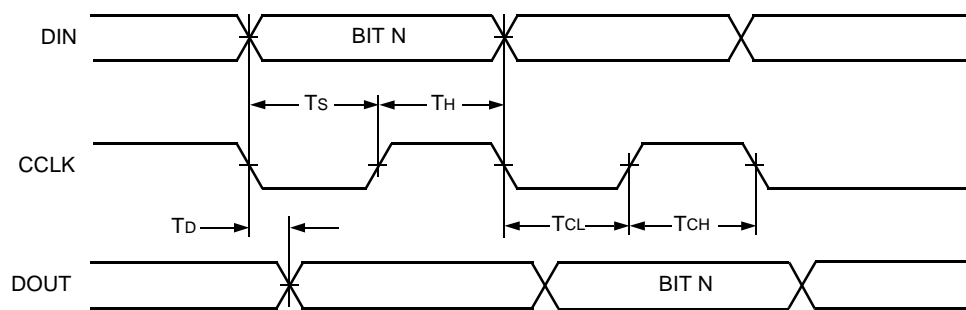 DIN
BIT N
TS
TH
CCLK
TD
TCL
TCH
DOUT
BIT N